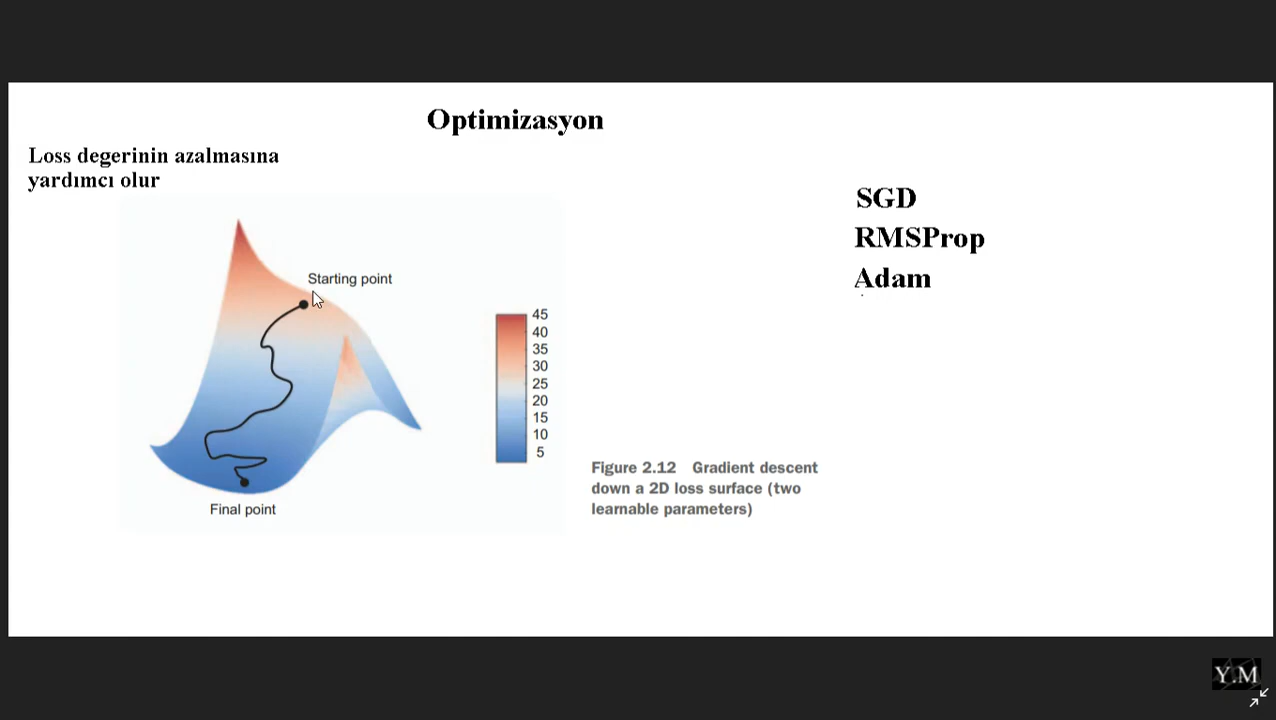 Optimizasyon
Loss degerinin azalmasına
yardımcı olur
SGD
RMSProp
Adam
Starting point
45
40
35
30
25
20
15
10
5
Final point
Figure 2.12 Gradient descent
down a 2D loss surface (two
learnable parameters)
Y.M